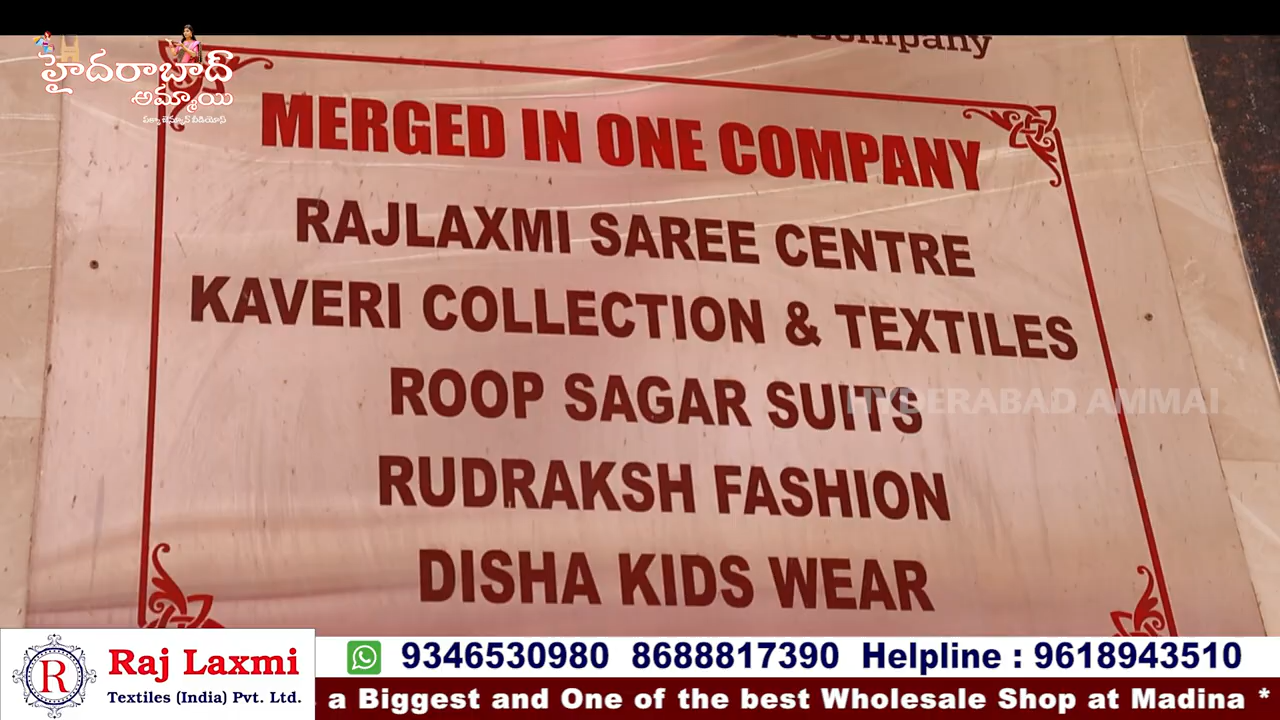 Company
హైదరాబాద్
అమ్మాయి
MERGED IN ONE COMPANY
RAJLAXMI SAREE CENTRE
KAVERI COLLECTION & TEXTILES
ROOP SAGAR SUITS
HYDERABAD AMMAI
RUDRAKSH FASHION
DISHA KIDS WEAR
R
Raj Laxmi
Textiles (India) Pvt. Ltd.
9346530980 8688817390 Helpline : 9618943510
a Biggest and One of the best Wholesale Shop at Madina *